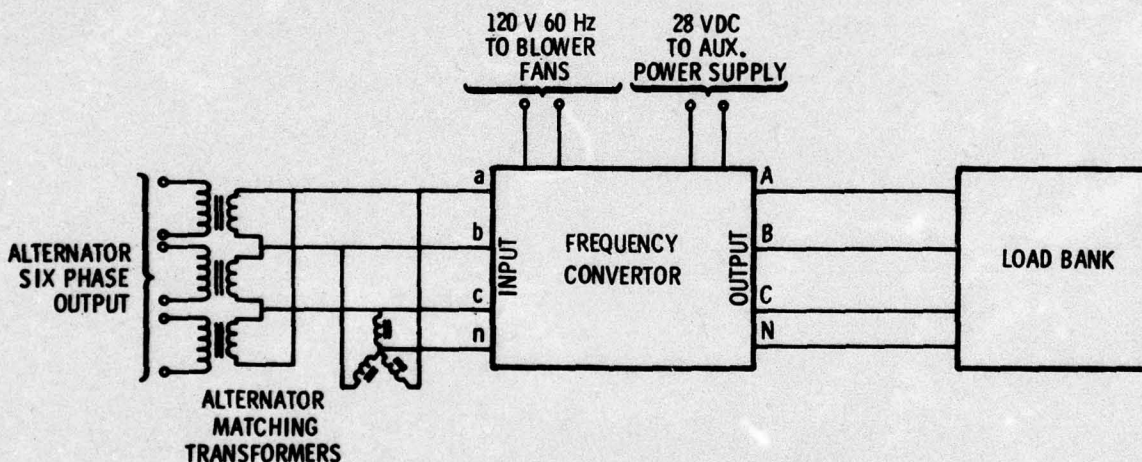 120 V 60 Hz
TO BLOWER
FANS
28 VDC
TO AUX.
POWER SUPPLY
ALTERNATOR
SIX PHASE
OUTPUT
ALTERNATOR
MATCHING
TRANSFORMERS
a
b
c
n
INPUT
FREQUENCY
CONVERTOR
OUTPUT
A
B
C
N
LOAD BANK